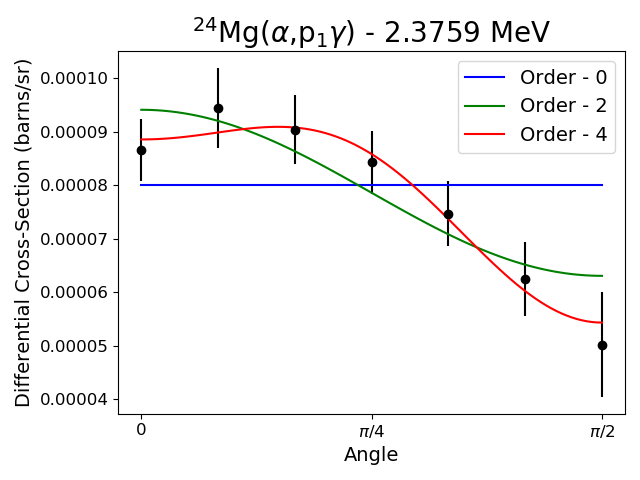 ²⁴Mg(α,p₁γ) - 2.3759 MeV
Order - 0
Order - 2
Order - 4
Differential Cross-Section (barns/sr)
0.00010
0.00009
0.00008
0.00007
0.00006
0.00005
0.00004
0
π/4
π/2
Angle